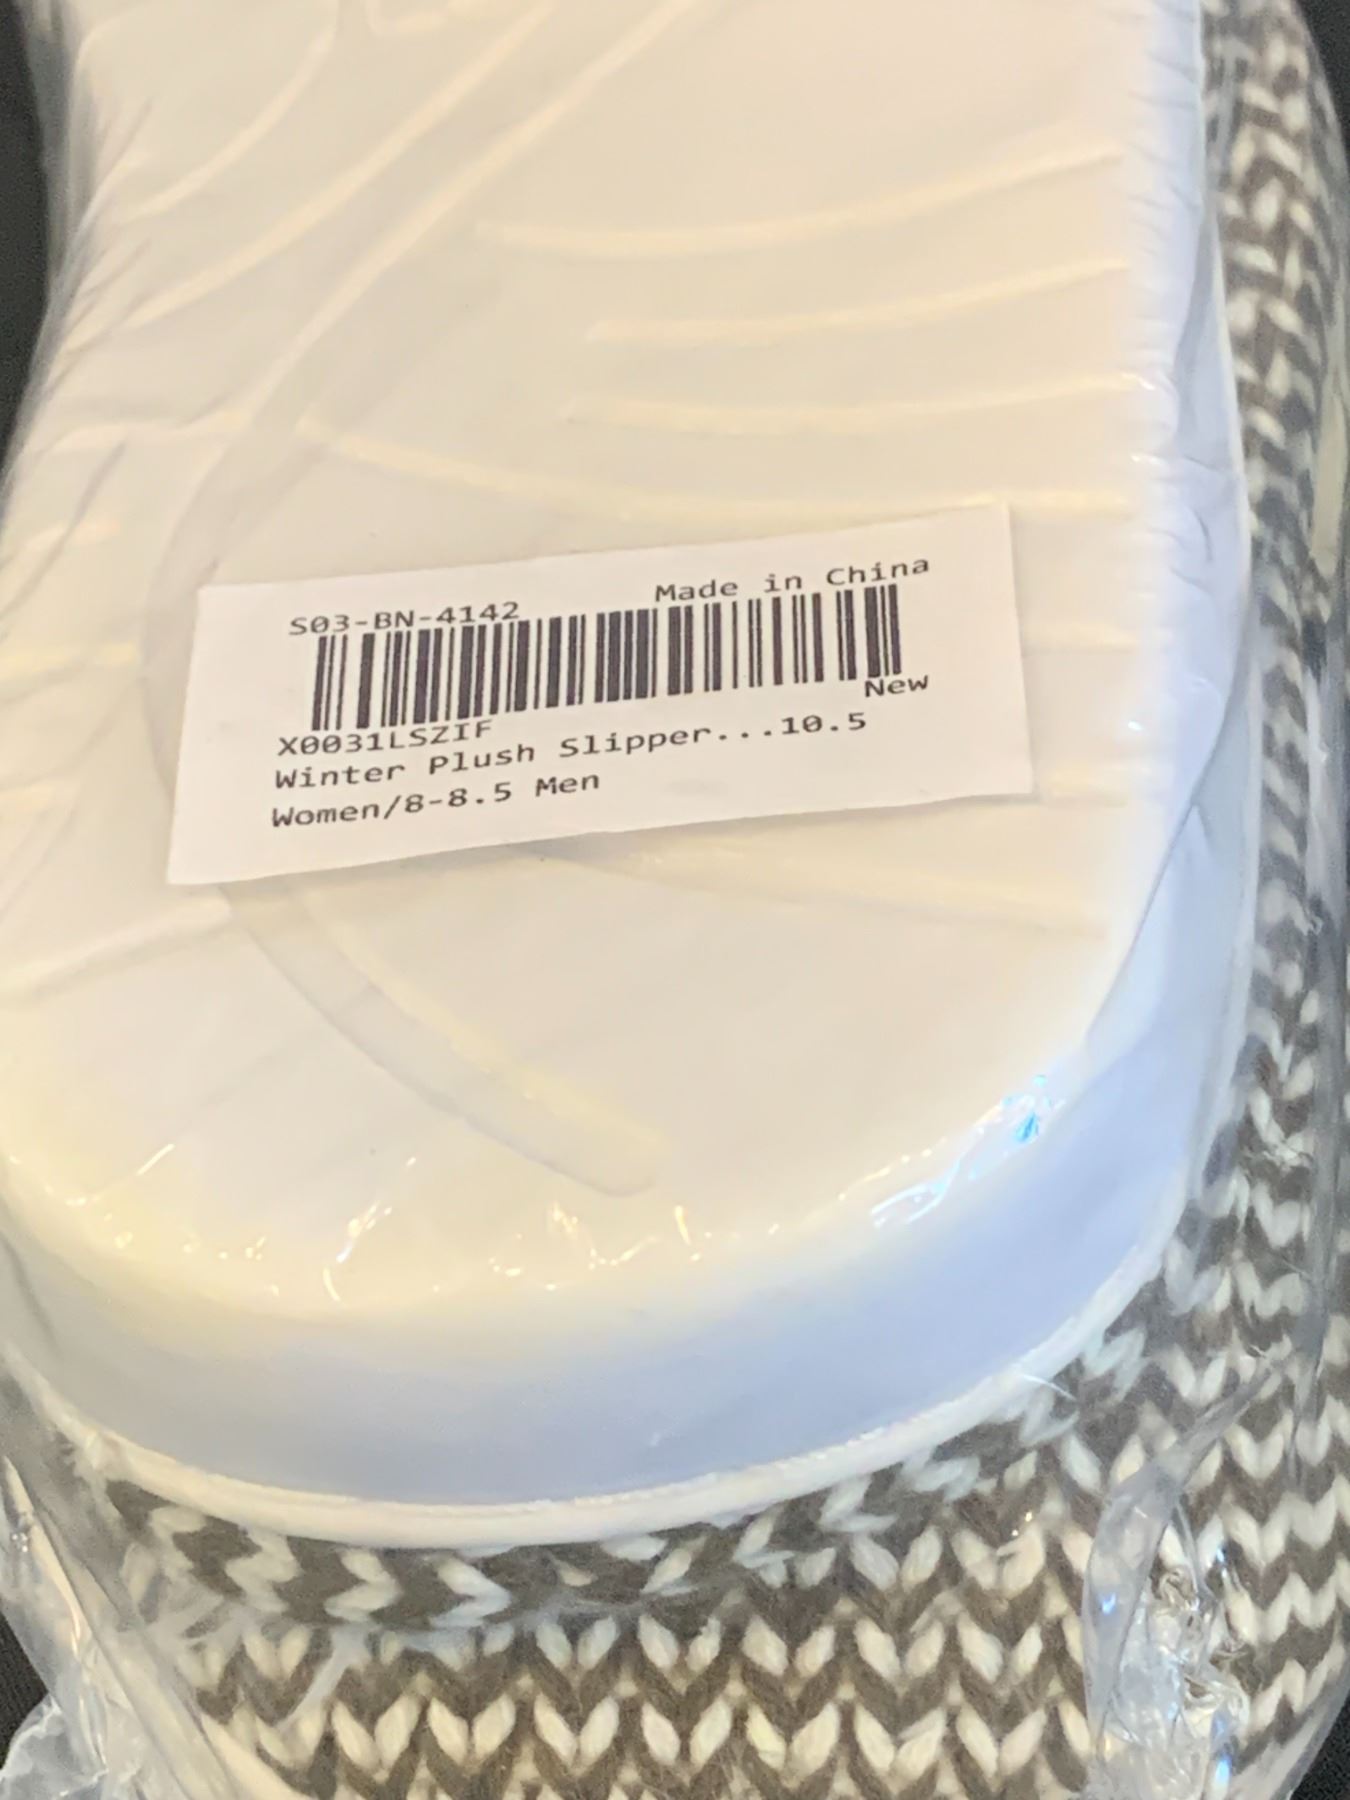 S03-BN-4142
Made in China
X0031LSZIF
New
Winter Plush Slipper...10.5
Women/8-8.5 Men